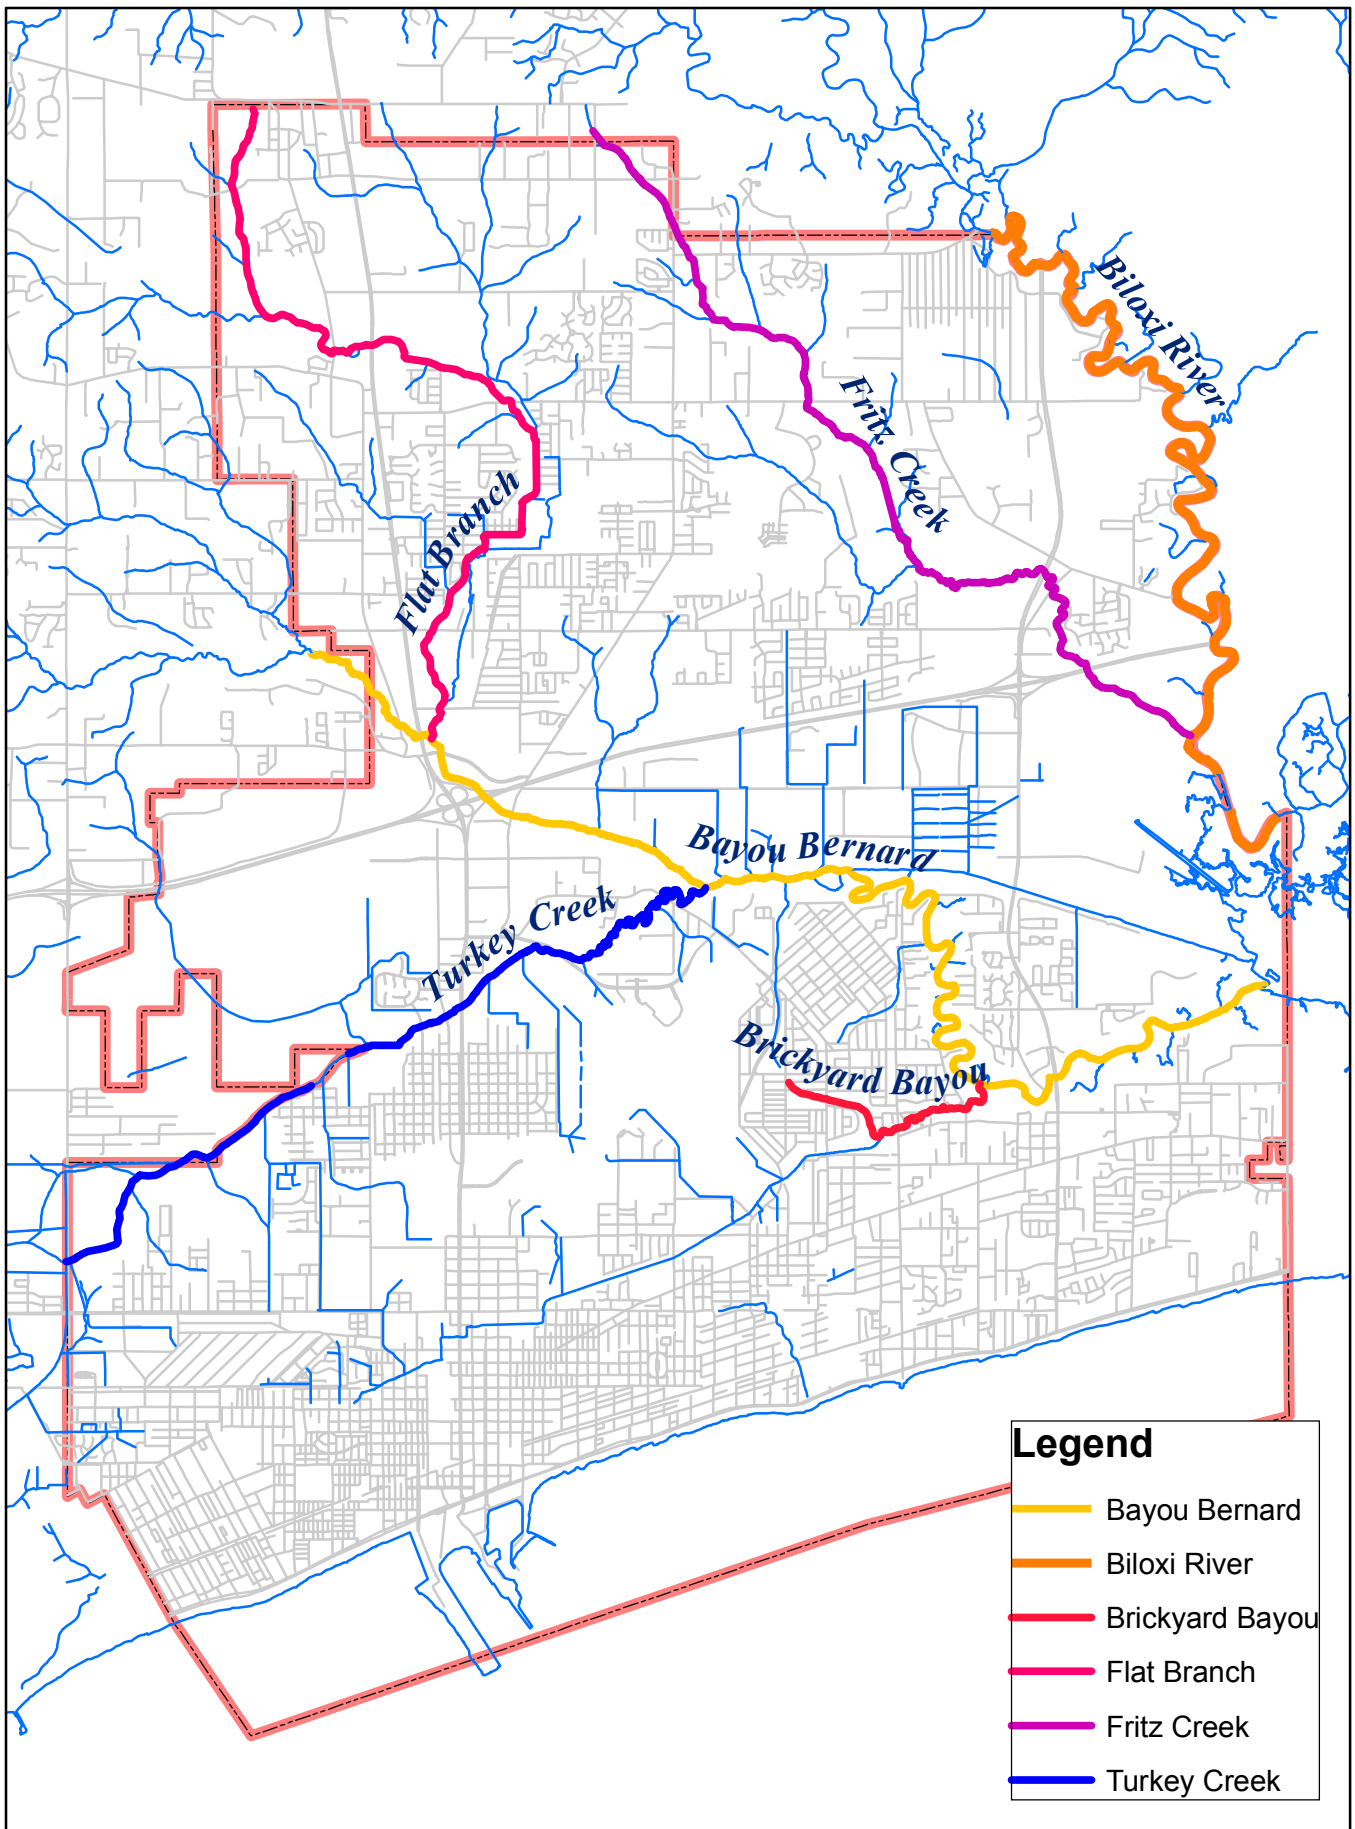 Biloxi River
Fritz Creek
Flat Branch
Bayou Bernard
Turkey Creek
Brickyard Bayou
Legend
Bayou Bernard
Biloxi River
Brickyard Bayou
Flat Branch
Fritz Creek
Turkey Creek